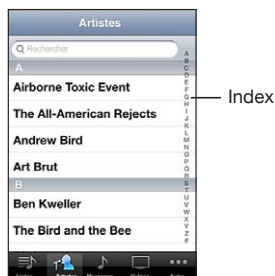 Artistes
Rechercher
A
Airborne Toxic Event
The All-American Rejects
Andrew Bird
Art Brut
B
Ben Kweller
The Bird and the Bee
A
B
C
D
E
F
G
H
I
J
K
L
M
N
O
P
Q
R
S
T
U
V
W
X
Y
Z
#
Index
Artistes